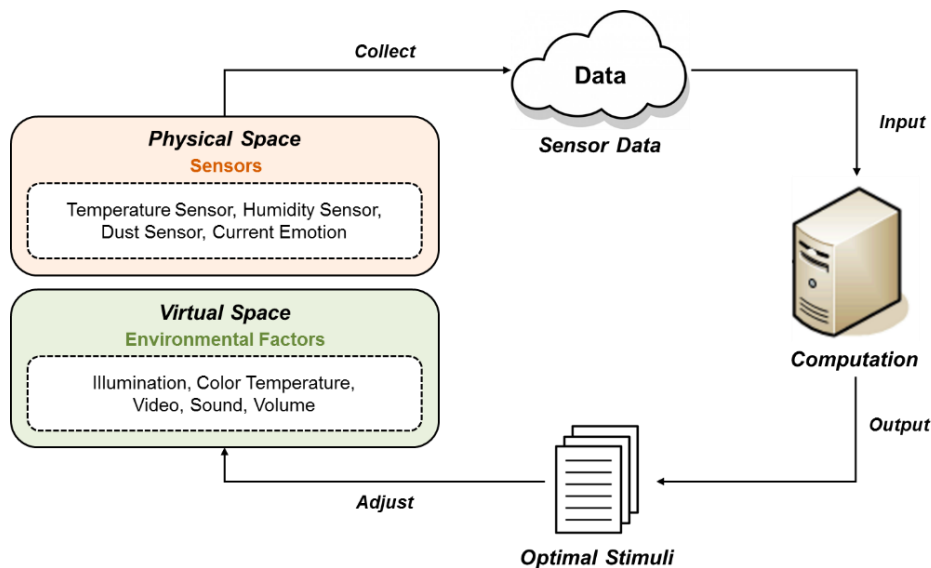 Collect
Data
Sensor Data
Input
Physical Space
Sensors
Temperature Sensor, Humidity Sensor,
Dust Sensor, Current Emotion
Virtual Space
Environmental Factors
Illumination, Color Temperature,
Video, Sound, Volume
Computation
Output
Adjust
Optimal Stimuli